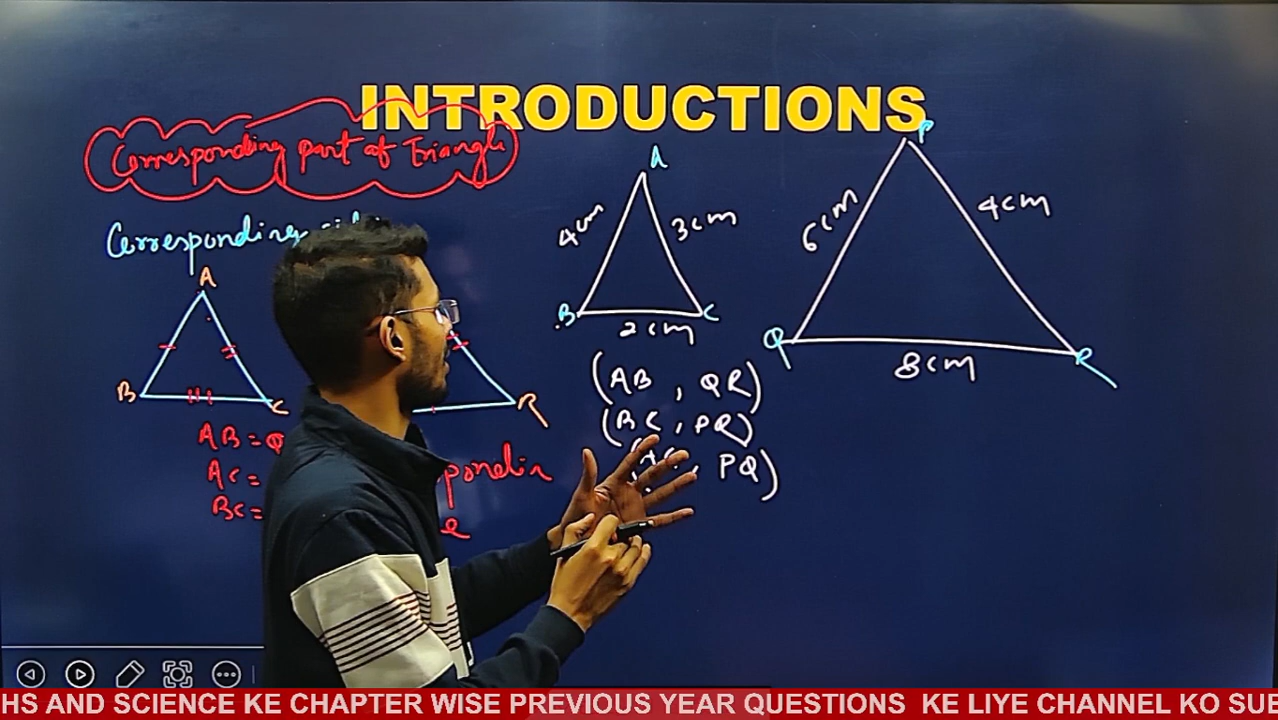 INTRODUCTIONS
Corresponding part of Triangle
Corresponding
A
B
C
R
AB =
AC =
BC =
A
4cm
3cm
B
C
2cm
P
6cm
4cm
Q
R
8cm
(AB , QR)
(BC , PR)
, PQ)
HS AND SCIENCE KE CHAPTER WISE PREVIOUS YEAR QUESTIONS KE LIYE CHANNEL KO SUB